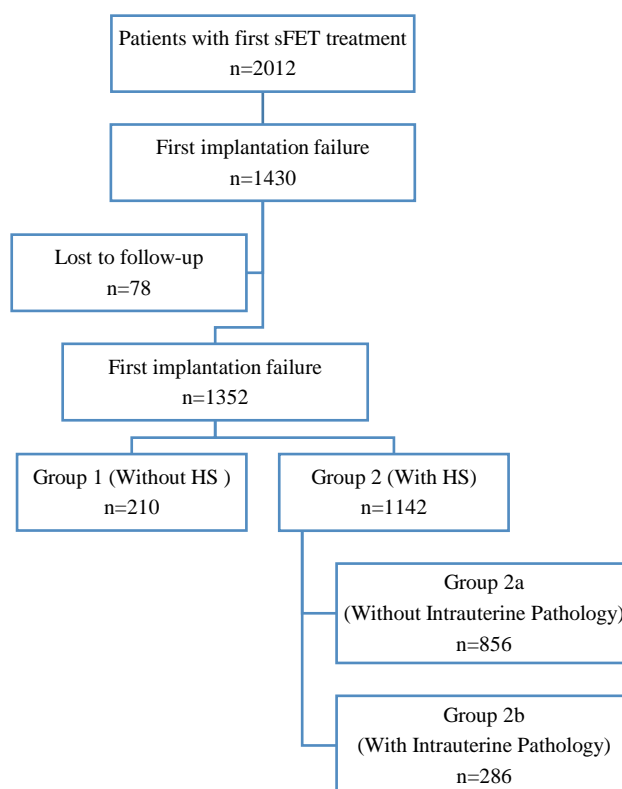 Patients with first sFET treatment
n=2012
First implantation failure
n=1430
Lost to follow-up
n=78
First implantation failure
n=1352
Group 1 (Without HS )
n=210
Group 2 (With HS)
n=1142
Group 2a
(Without Intrauterine Pathology)
n=856
Group 2b
(With Intrauterine Pathology)
n=286